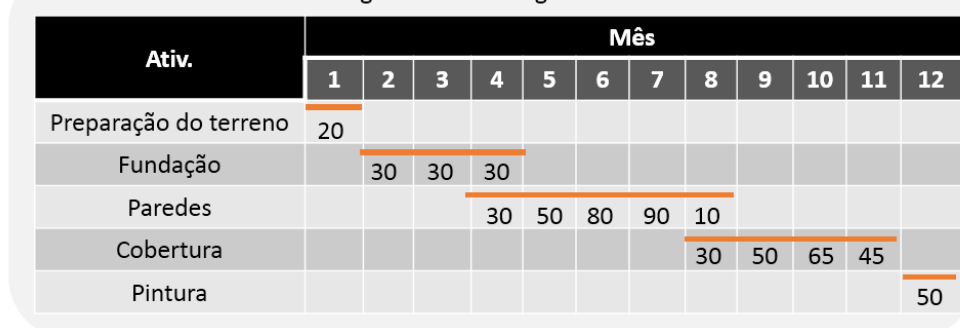 Ativ. Mês
1 2 3 4 5 6 7 8 9 10 11 12
Preparação do terreno 20
Fundação 30 30 30
Paredes 30 50 80 90 10
Cobertura 30 50 65 45
Pintura 50